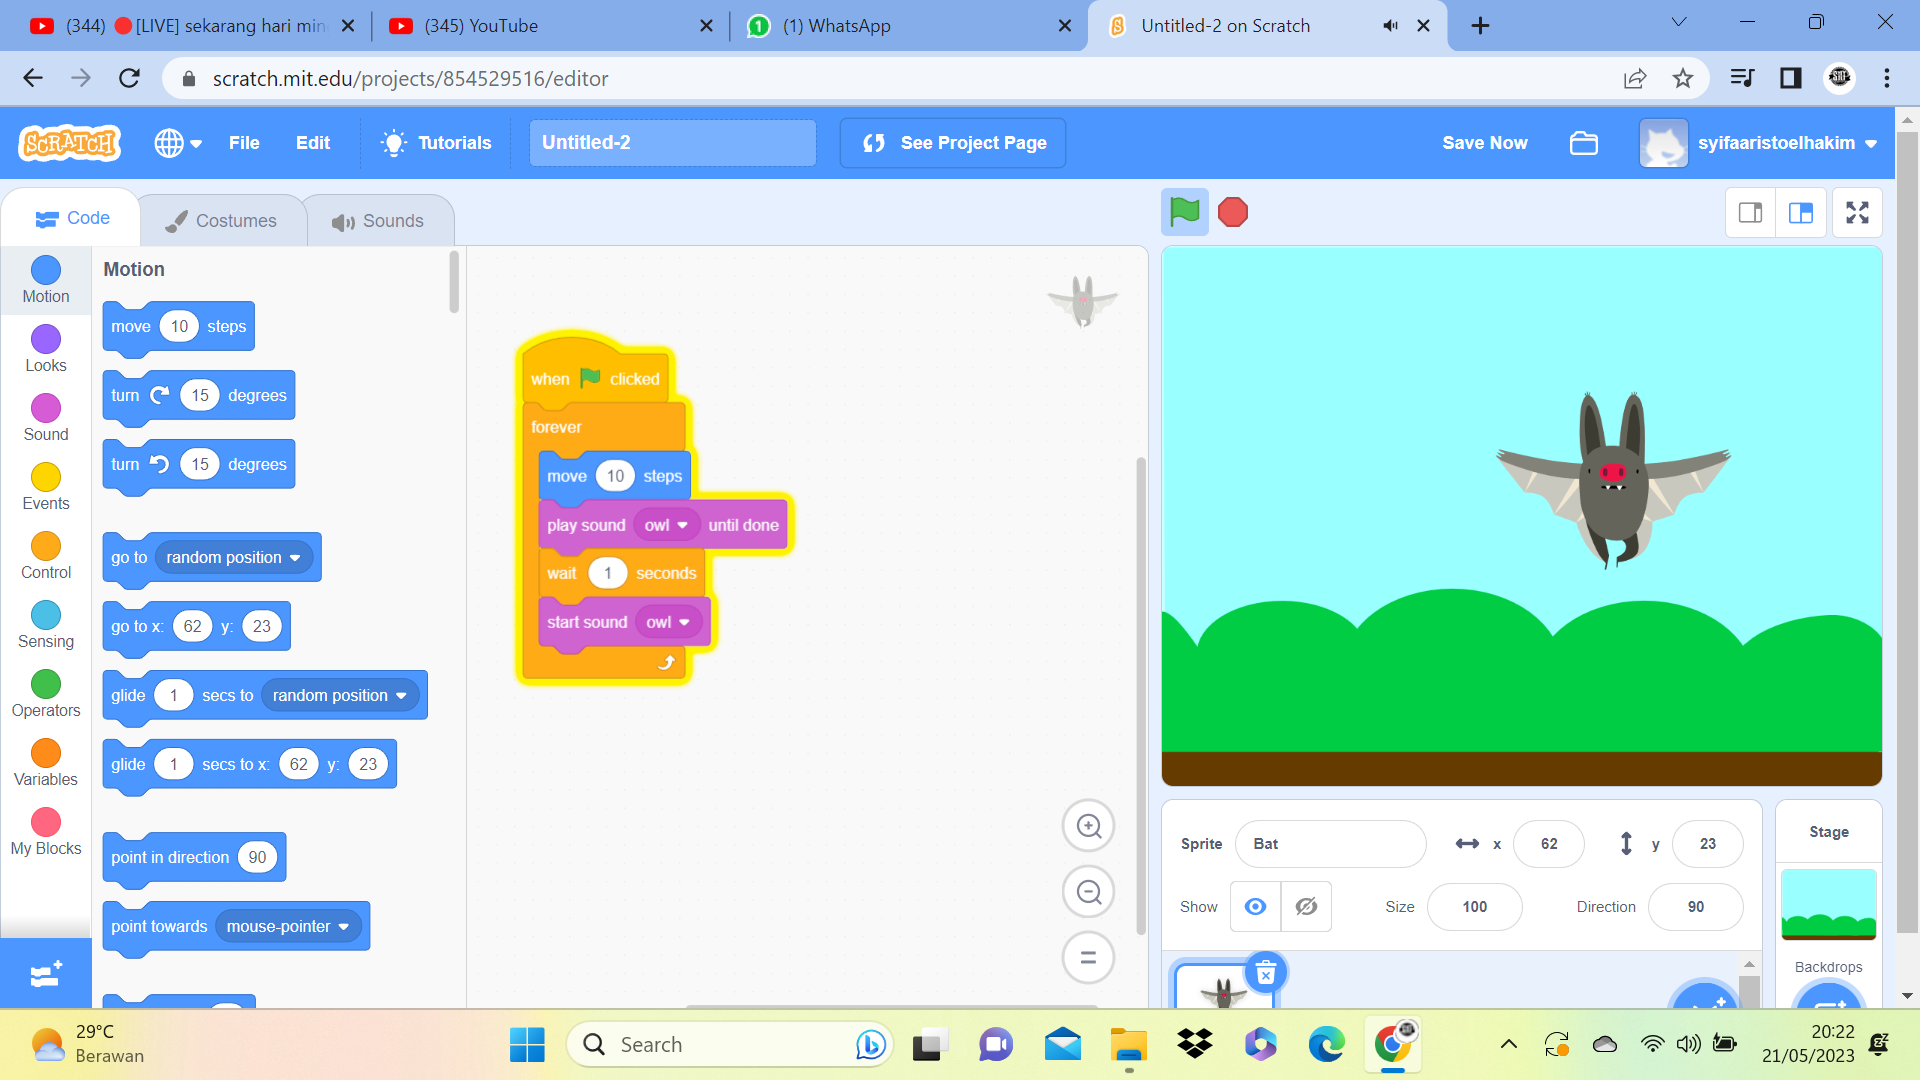 (344) 🔴 [LIVE] sekarang hari min
(345) YouTube
(1) WhatsApp
Untitled-2 on Scratch
scratch.mit.edu/projects/854529516/editor
SCRATCH
File
Edit
Tutorials
Untitled-2
See Project Page
Save Now
syifaaristoelhakim
Code
Costumes
Sounds
Motion
Looks
Sound
Events
Control
Sensing
Operators
Variables
My Blocks
Motion
move 10 steps
turn 15 degrees
turn 15 degrees
go to random position
go to x: 62 y: 23
glide 1 secs to random position
glide 1 secs to x: 62 y: 23
point in direction 90
point towards mouse-pointer
when clicked
forever
move 10 steps
play sound owl until done
wait 1 seconds
start sound owl
Sprite Bat x 62 y 23
Show Size 100 Direction 90
Stage
Backdrops
29°C
Berawan
Search
20:22
21/05/2023